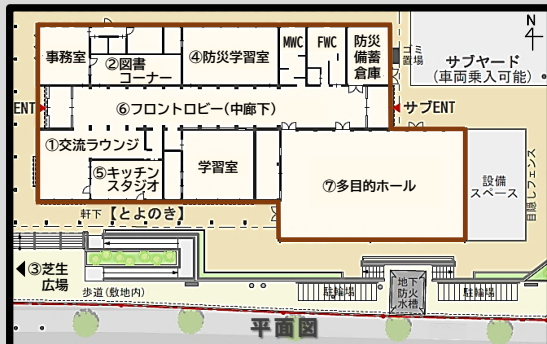 N
事務室
②図書
コーナー
④防災学習室
MWC
FWC
防災
備蓄
倉庫
ゴミ
置場
サブヤード
(車両乗入可能)
ENT
⑥フロントロビー(中廊下)
サブENT
①交流ラウンジ
⑤キッチン
スタジオ
学習室
⑦多目的ホール
設備
スペース
目隠しフェンス
軒下【とよのき】
③芝生
広場
歩道(敷地内)
駐輪場
地下
防火
水槽
駐輪場
平面図